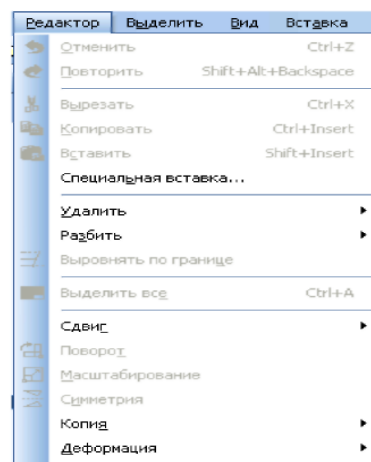 Редактор Выделить Вид Вставка
Отменить Ctrl+Z
Повторить Shift+Alt+Backspace
Вырезать Ctrl+X
Копировать Ctrl+Insert
Вставить Shift+Insert
Специальная вставка...
Удалить
Разбить
Выровнять по границе
Выделить все Ctrl+A
Сдвиг
Поворот
Масштабирование
Симметрия
Копия
Деформация